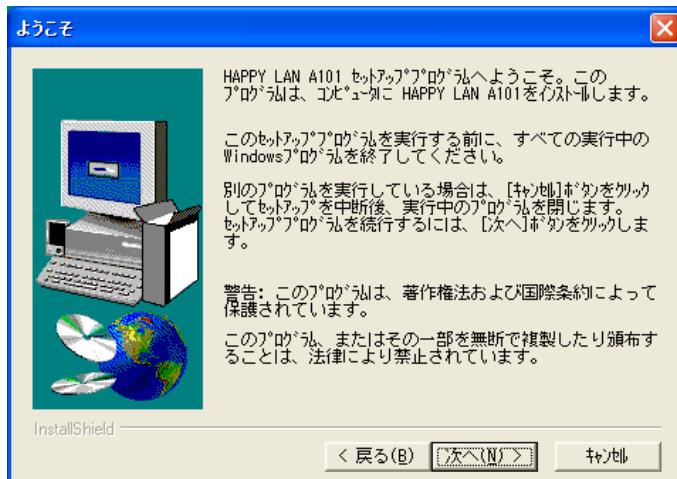 ようこそ
HAPPY LAN A101 ｾｯﾄｱｯﾌﾟﾌﾟﾛｸﾞﾗﾑへようこそ。この
ﾌﾟﾛｸﾞﾗﾑは、ｺﾝﾋﾟｭｰﾀに HAPPY LAN A101をｲﾝｽﾄｰﾙします。
このｾｯﾄｱｯﾌﾟﾌﾟﾛｸﾞﾗﾑを実行する前に、すべての実行中の
Windowsﾌﾟﾛｸﾞﾗﾑを終了してください。
別のﾌﾟﾛｸﾞﾗﾑを実行している場合は、[ｷｬﾝｾﾙ]ﾎﾞﾀﾝをｸﾘｯｸ
してｾｯﾄｱｯﾌﾟを中断後、実行中のﾌﾟﾛｸﾞﾗﾑを閉じます。
ｾｯﾄｱｯﾌﾟﾌﾟﾛｸﾞﾗﾑを続行するには、[次へ]ﾎﾞﾀﾝをｸﾘｯｸしま
す。
警告: このﾌﾟﾛｸﾞﾗﾑは、著作権法および国際条約によって
保護されています。
このﾌﾟﾛｸﾞﾗﾑ、またはその一部を無断で複製したり頒布す
ることは、法律により禁止されています。
InstallShield
< 戻る(B)
次へ(N) >
ｷｬﾝｾﾙ